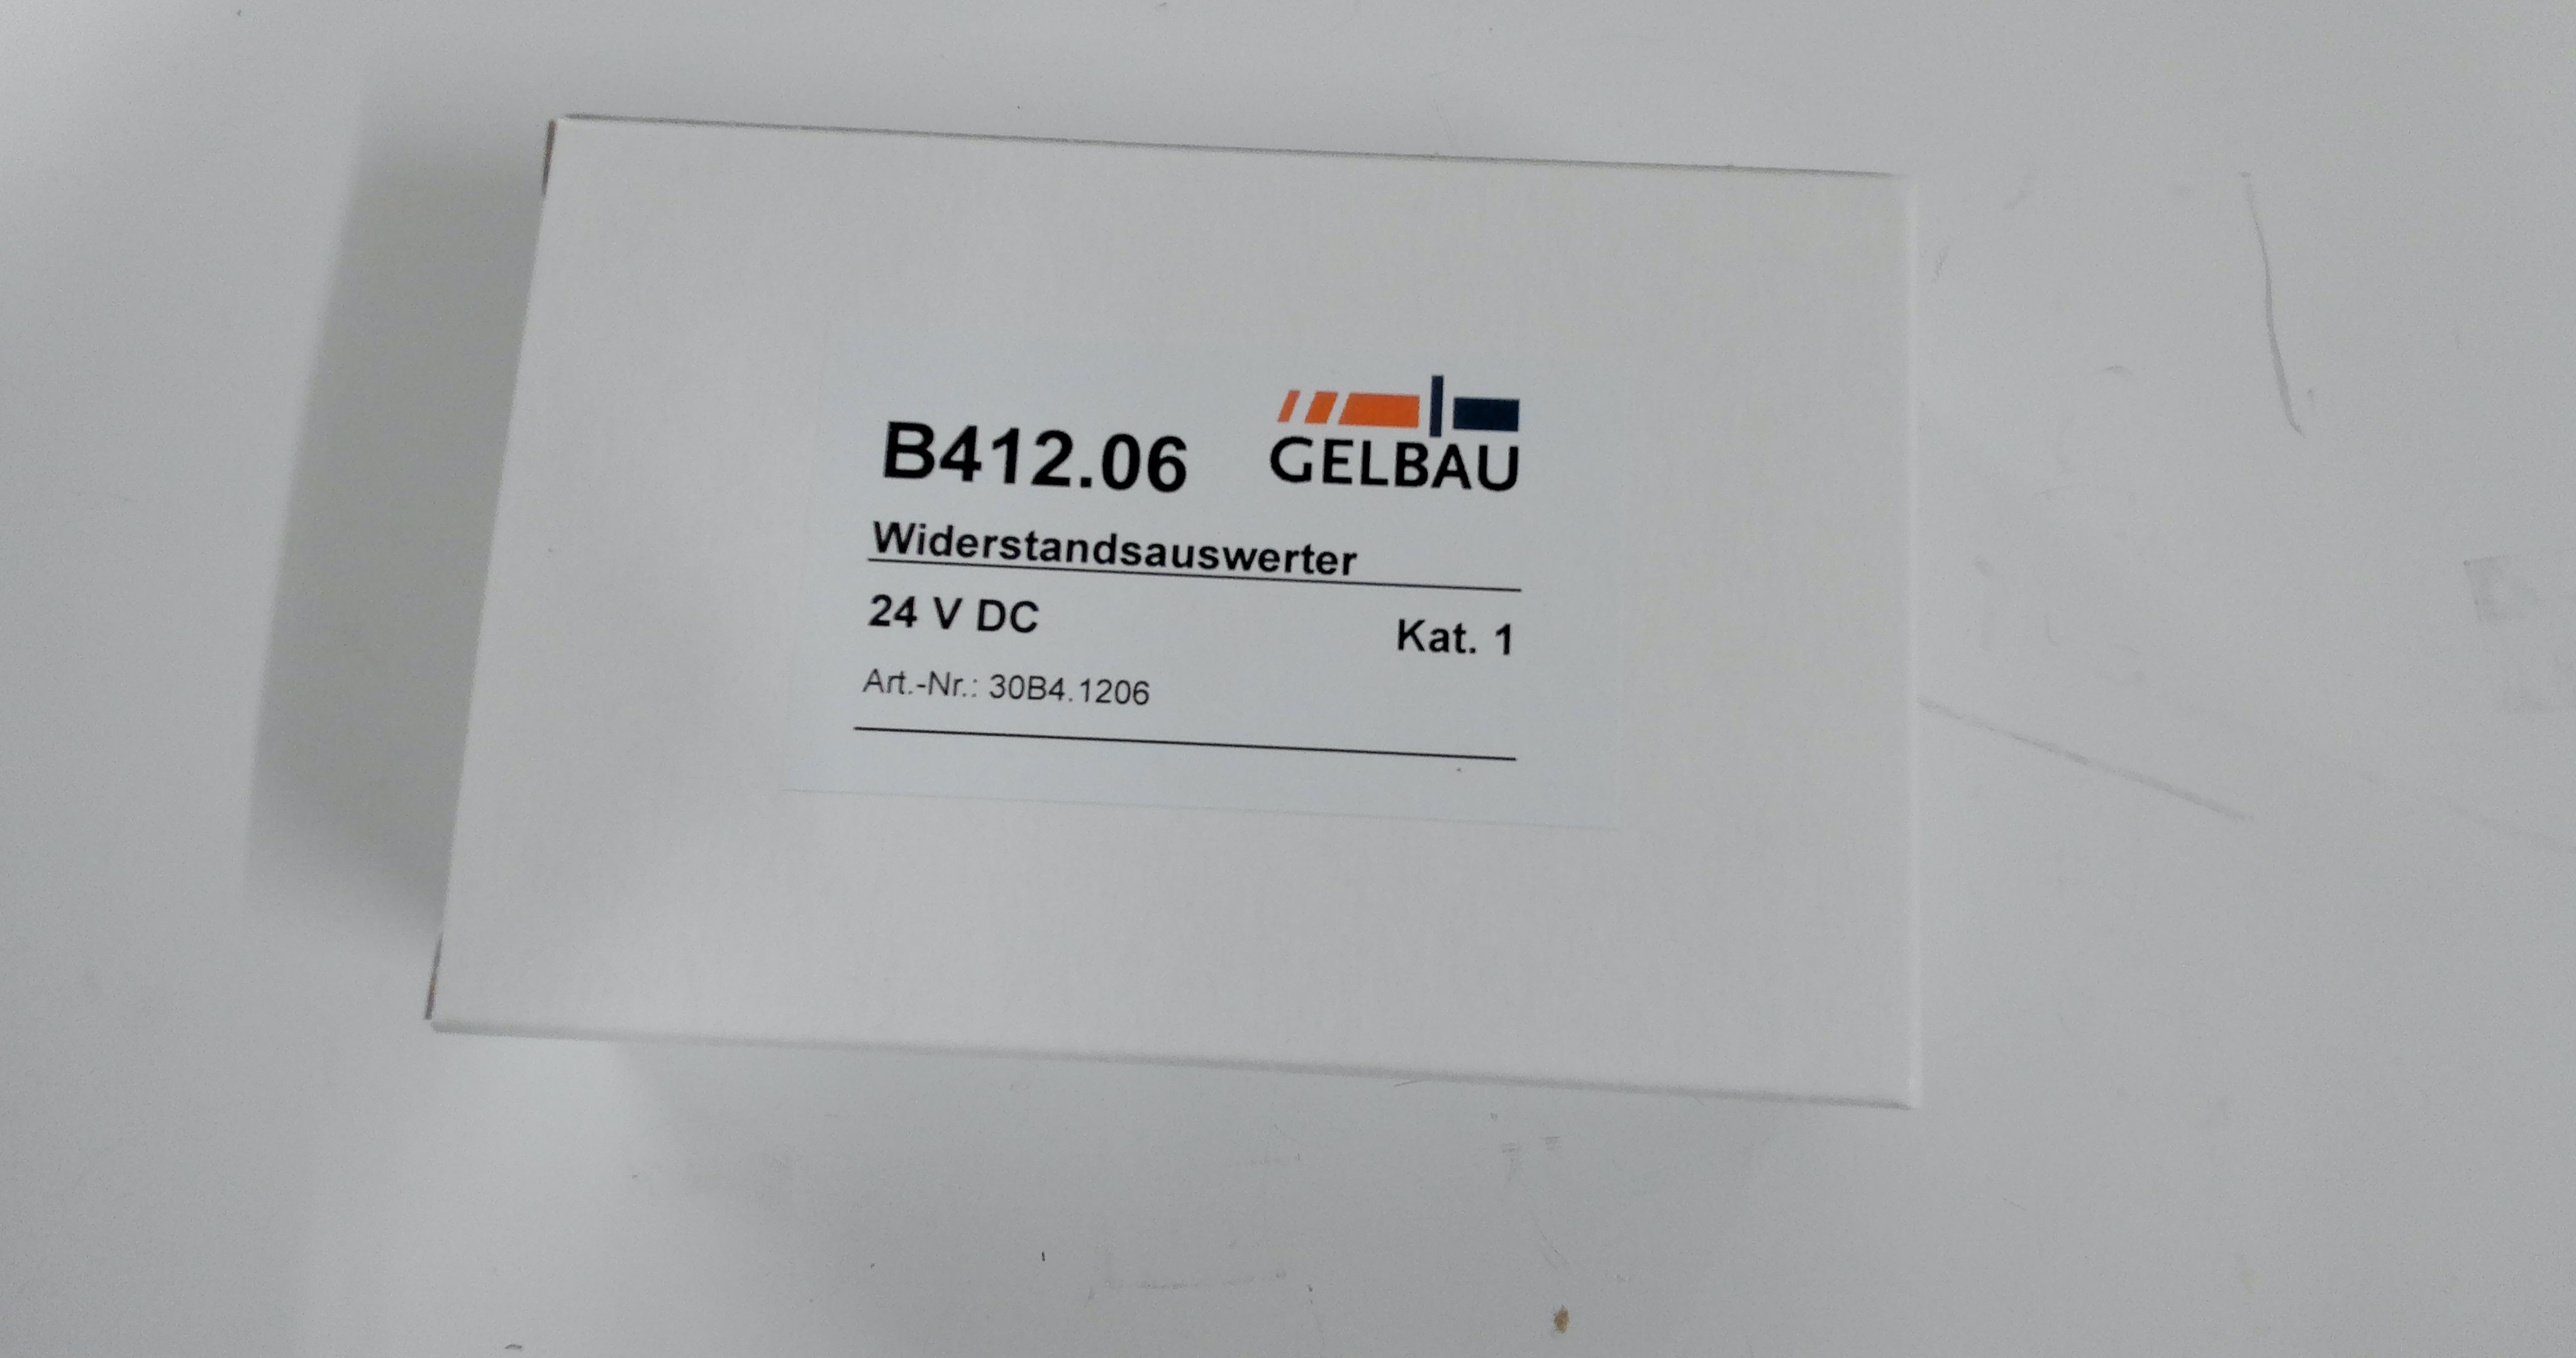 B412.06
GELBAU
Widerstandsauswerter
24 V DC
Kat. 1
Art.-Nr.: 30B4.1206